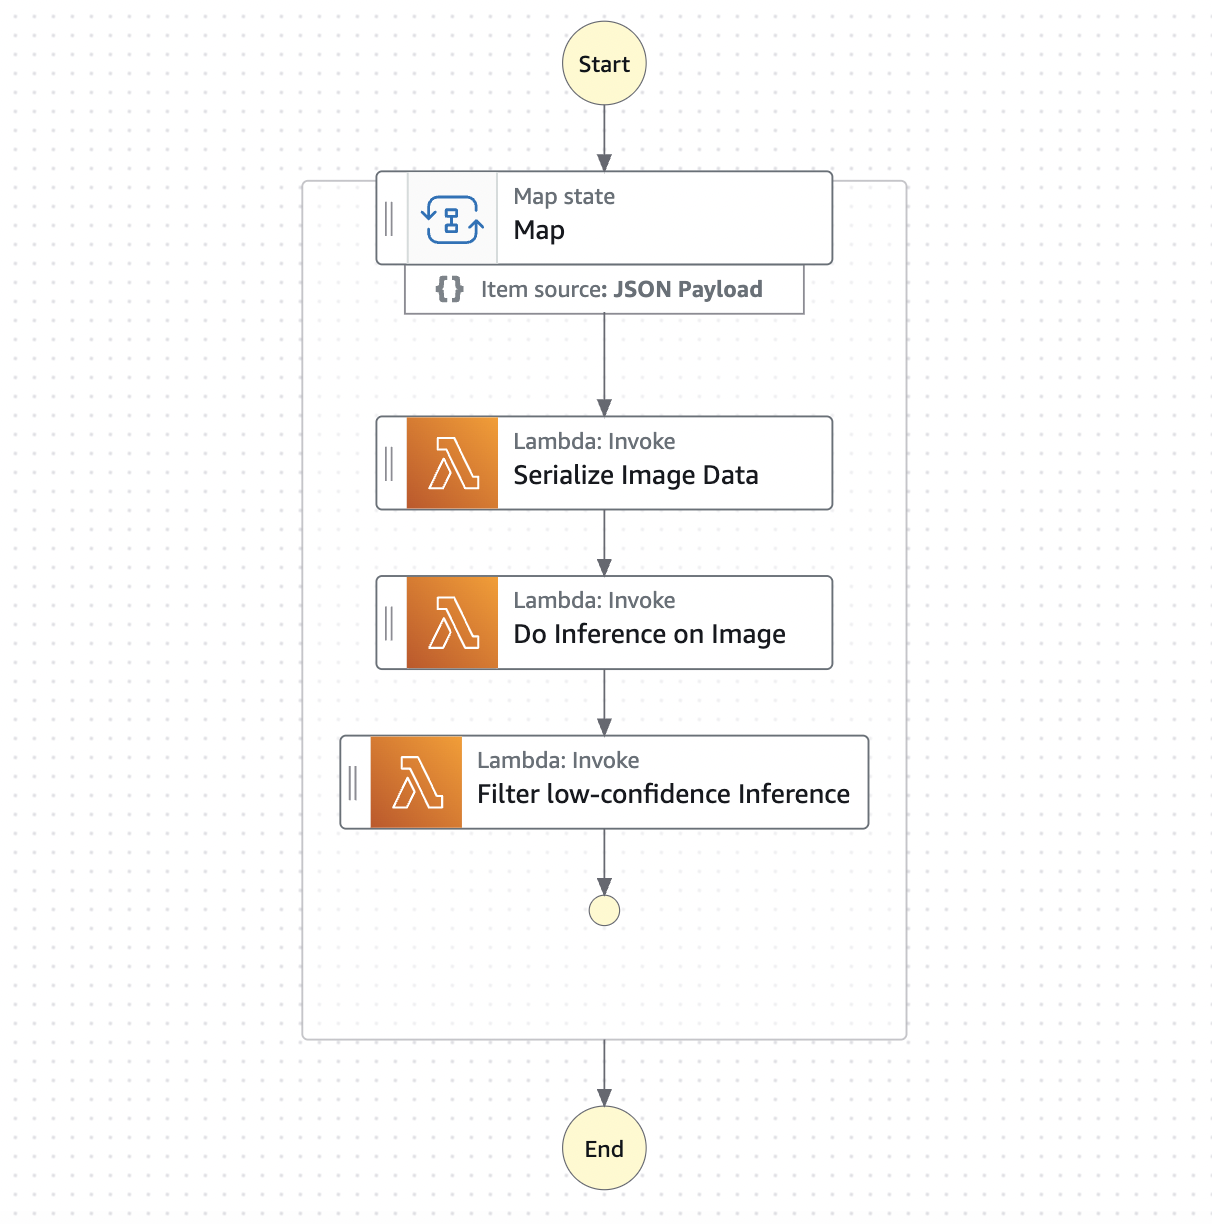 Start
Map state
Map
{} Item source: JSON Payload
Lambda: Invoke
Serialize Image Data
Lambda: Invoke
Do Inference on Image
Lambda: Invoke
Filter low-confidence Inference
End